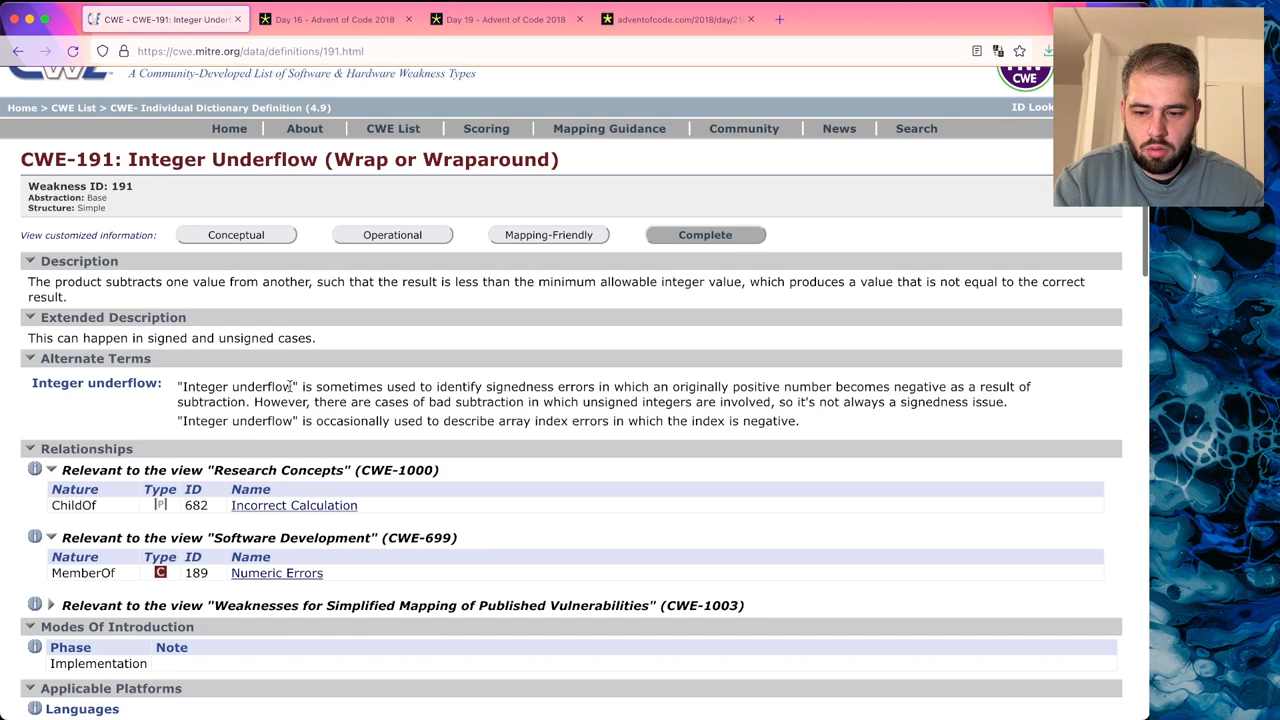 CWE - CWE-191: Integer Underf
Day 16 - Advent of Code 2018
Day 19 - Advent of Code 2018
adventofcode.com/2018/day/21
https://cwe.mitre.org/data/definitions/191.html
A Community-Developed List of Software & Hardware Weakness Types
CWE
Home > CWE List > CWE- Individual Dictionary Definition (4.9)
ID Look
Home
About
CWE List
Scoring
Mapping Guidance
Community
News
Search
CWE-191: Integer Underflow (Wrap or Wraparound)
Weakness ID: 191
Abstraction: Base
Structure: Simple
View customized information:
Conceptual
Operational
Mapping-Friendly
Complete
Description
The product subtracts one value from another, such that the result is less than the minimum allowable integer value, which produces a value that is not equal to the correct
result.
Extended Description
This can happen in signed and unsigned cases.
Alternate Terms
Integer underflow:
"Integer underflow" is sometimes used to identify signedness errors in which an originally positive number becomes negative as a result of
subtraction. However, there are cases of bad subtraction in which unsigned integers are involved, so it's not always a signedness issue.
"Integer underflow" is occasionally used to describe array index errors in which the index is negative.
Relationships
Relevant to the view "Research Concepts" (CWE-1000)
Nature Type ID Name
ChildOf P 682 Incorrect Calculation
Relevant to the view "Software Development" (CWE-699)
Nature Type ID Name
MemberOf C 189 Numeric Errors
Relevant to the view "Weaknesses for Simplified Mapping of Published Vulnerabilities" (CWE-1003)
Modes Of Introduction
Phase Note
Implementation
Applicable Platforms
Languages